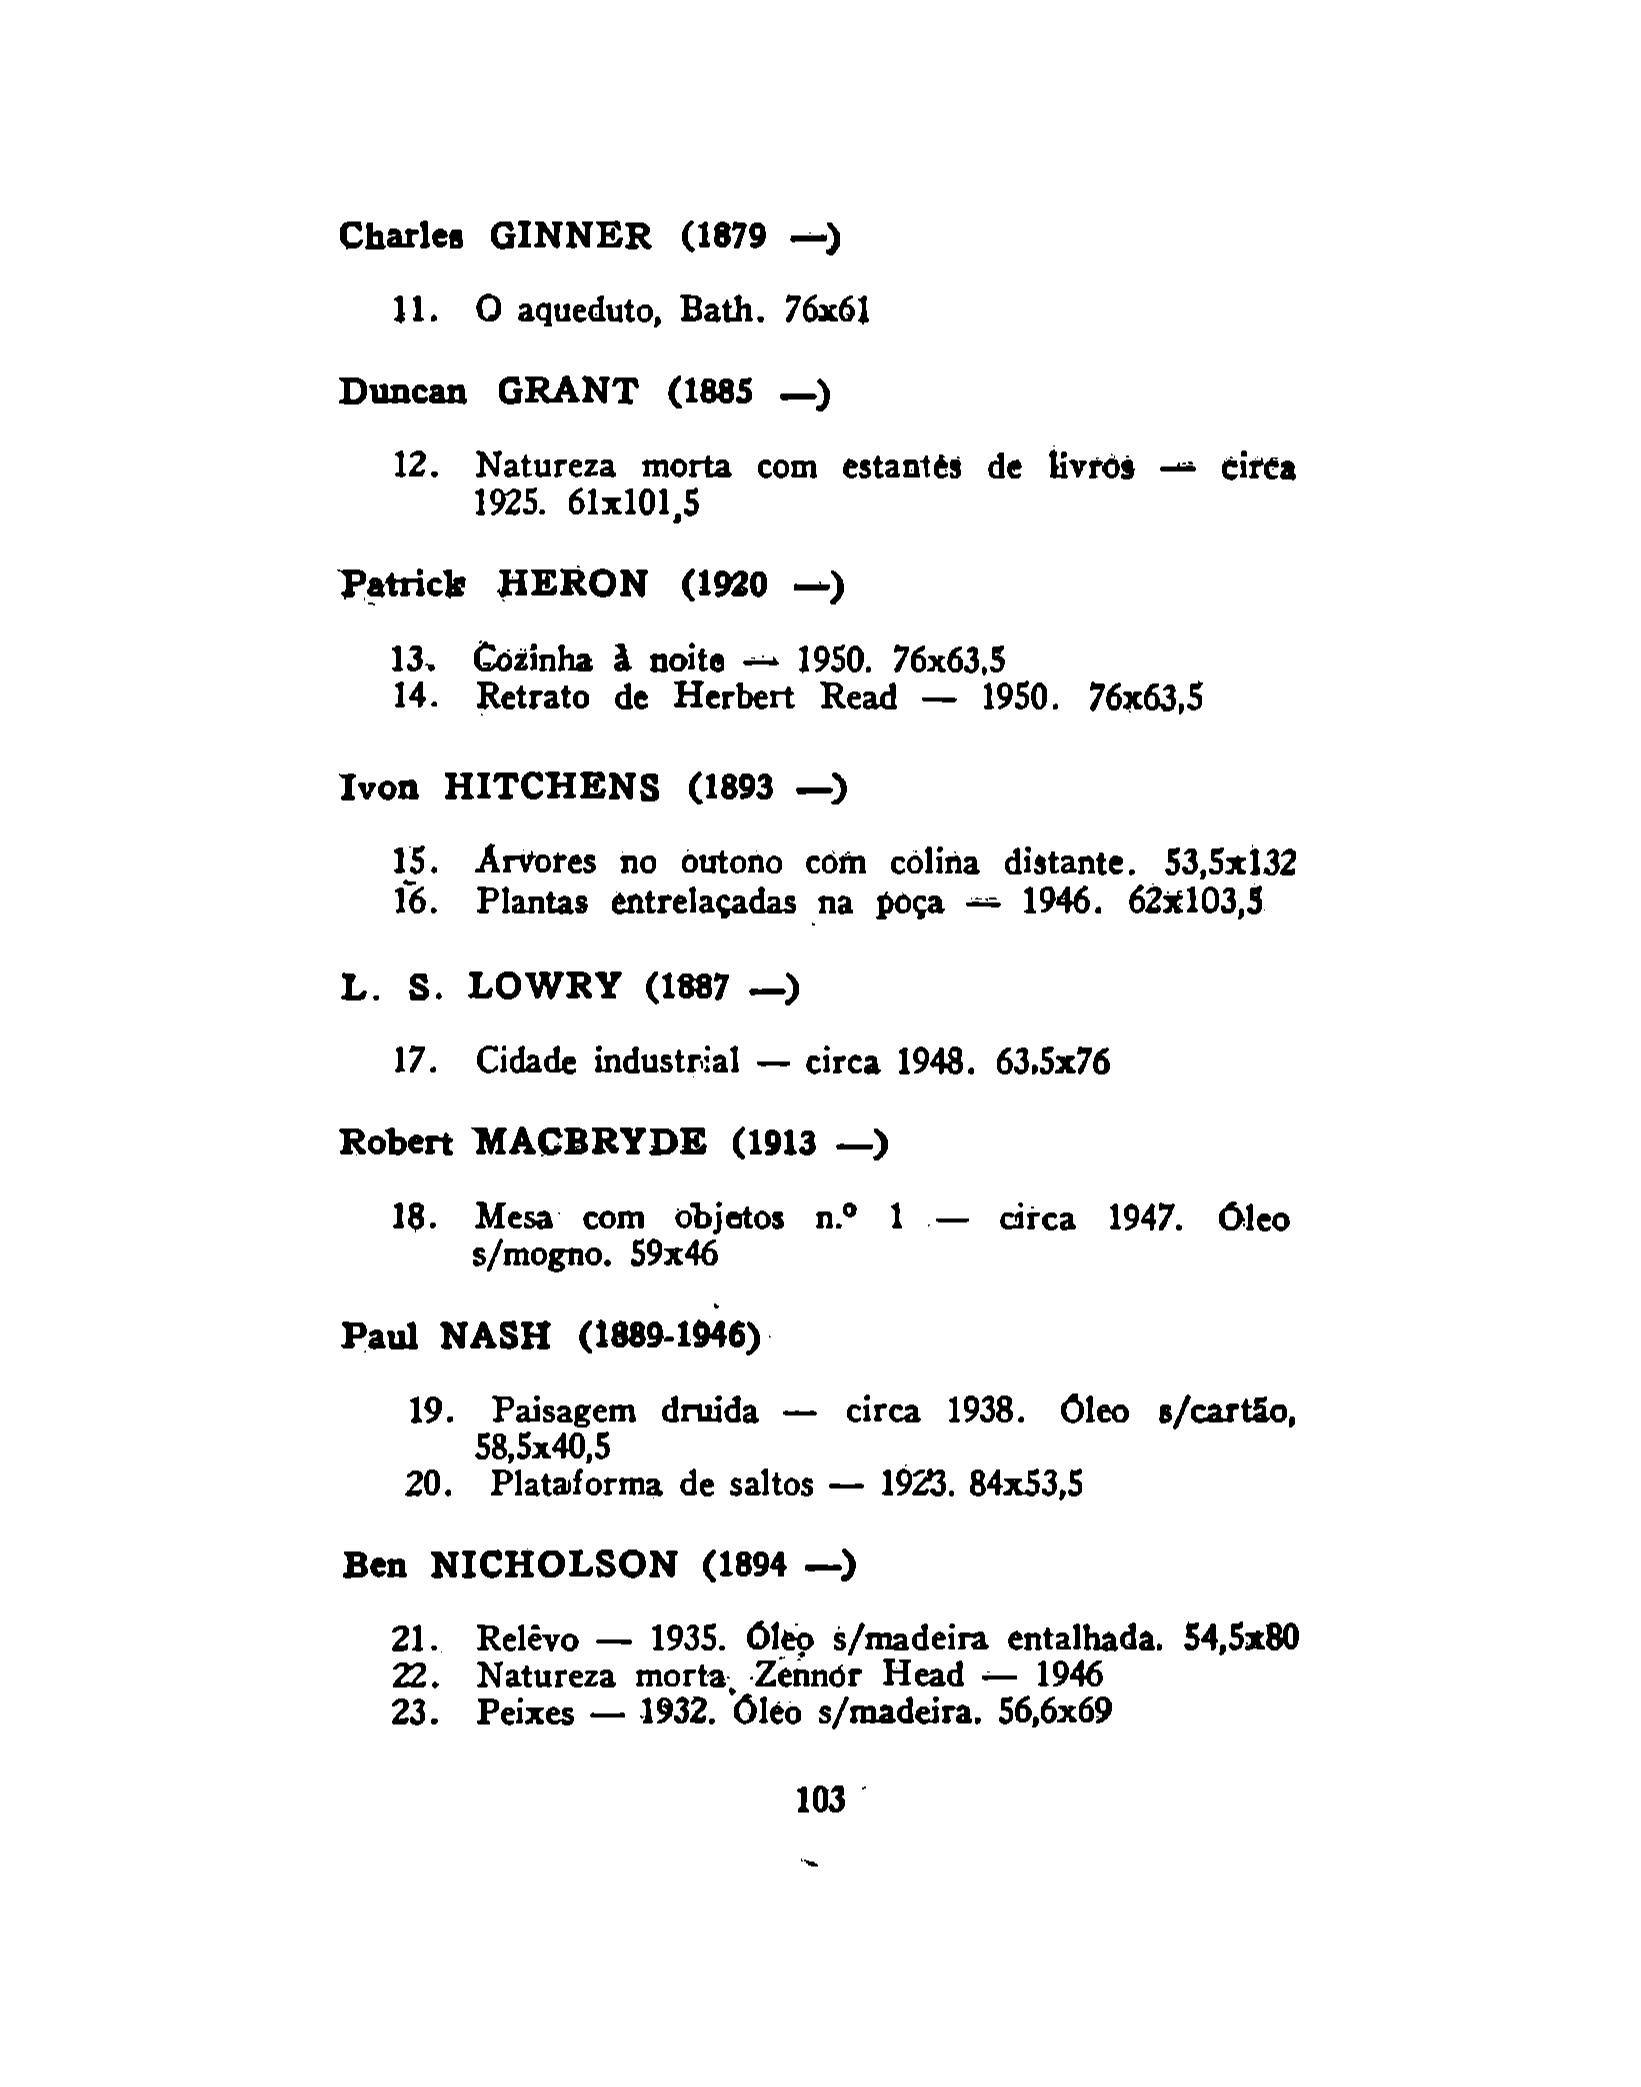 Charles GINNER (1879 —)
11. O aqueduto, Bath. 76x61
Duncan GRANT (1885 —)
12. Natureza morta com estantes de livros — circa
1925. 61x101,5
Patrick HERON (1920 —)
13. Cozinha à noite — 1950. 76x63,5
14. Retrato de Herbert Read — 1950. 76x63,5
Ivon HITCHENS (1893 —)
15. Árvores no outono com colina distante. 53,5x132
16. Plantas entrelaçadas na poça — 1946. 62x103,5
L. S. LOWRY (1887 —)
17. Cidade industrial — circa 1948. 63.5x76
Robert MACBRYDE (1913 —)
18. Mesa com objetos n.º 1 — circa 1947. Óleo
s/mogno. 59x46
Paul NASH (1889-1946)
19. Paisagem druida — circa 1938. Óleo s/cartão,
58,5x40,5
20. Plataforma de saltos — 1923. 84x53,5
Ben NICHOLSON (1894 —)
21. Relêvo — 1935. Óleo s/madeira entalhada. 54,5x80
22. Natureza morta, Zennor Head — 1946
23. Peixes — 1932. Óleo s/madeira. 56,6x69
103